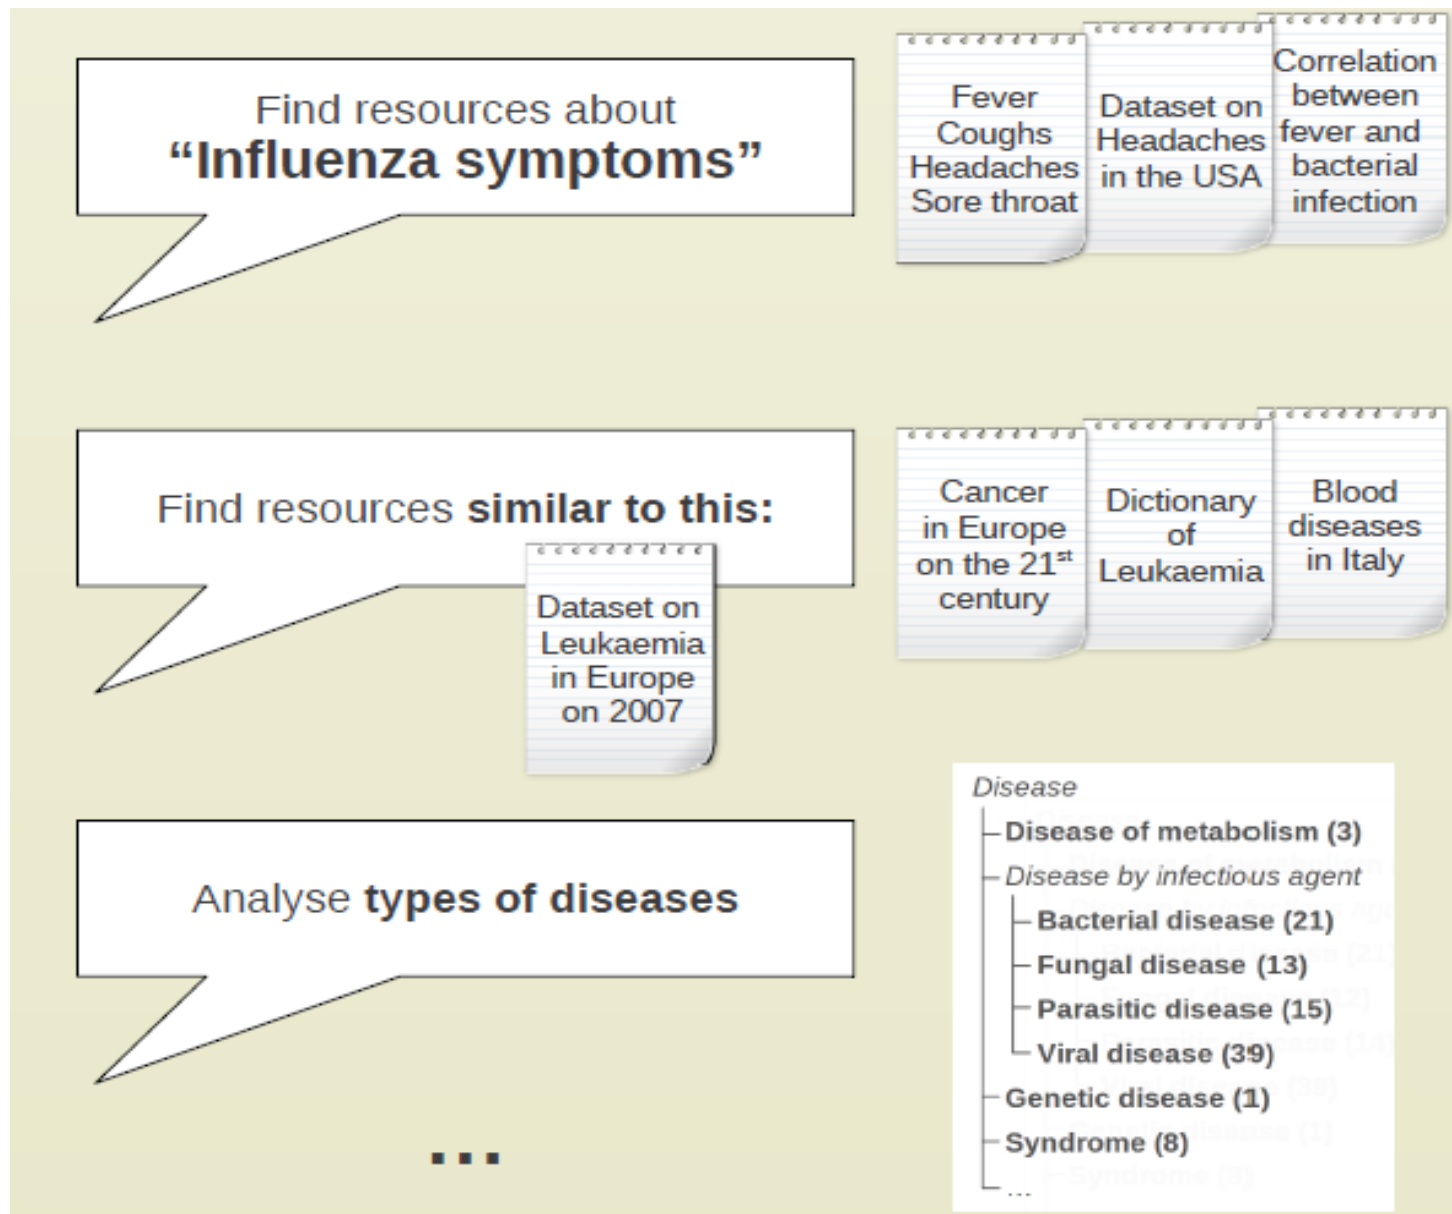 Find resources about
“Influenza symptoms”
Fever
Coughs
Headaches
Sore throat
Dataset on
Headaches
in the USA
Correlation
between
fever and
bacterial
infection
Find resources similar to this:
Dataset on
Leukaemia
in Europe
on 2007
Cancer
in Europe
on the 21st
century
Dictionary
of
Leukaemia
Blood
diseases
in Italy
Analyse types of diseases
...
Disease
Disease of metabolism (3)
Disease by infectious agent
Bacterial disease (21)
Fungal disease (13)
Parasitic disease (15)
Viral disease (39)
Genetic disease (1)
Syndrome (8)
...